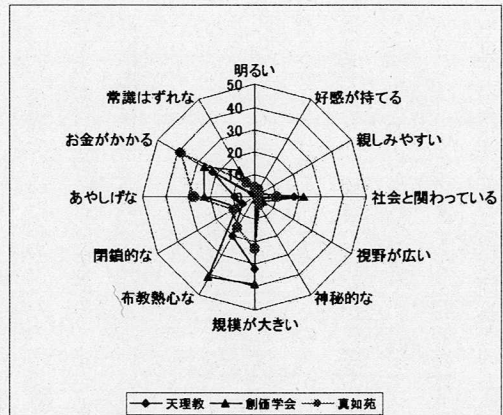 明るい
50
好感が持てる
40
親しみやすい
30
20
社会と関わっている
視野が広い
神秘的な
規模が大きい
布教熱心な
閉鎖的な
あやしげな
お金がかかる
常識はずれな
天理教 創価学会 真如苑